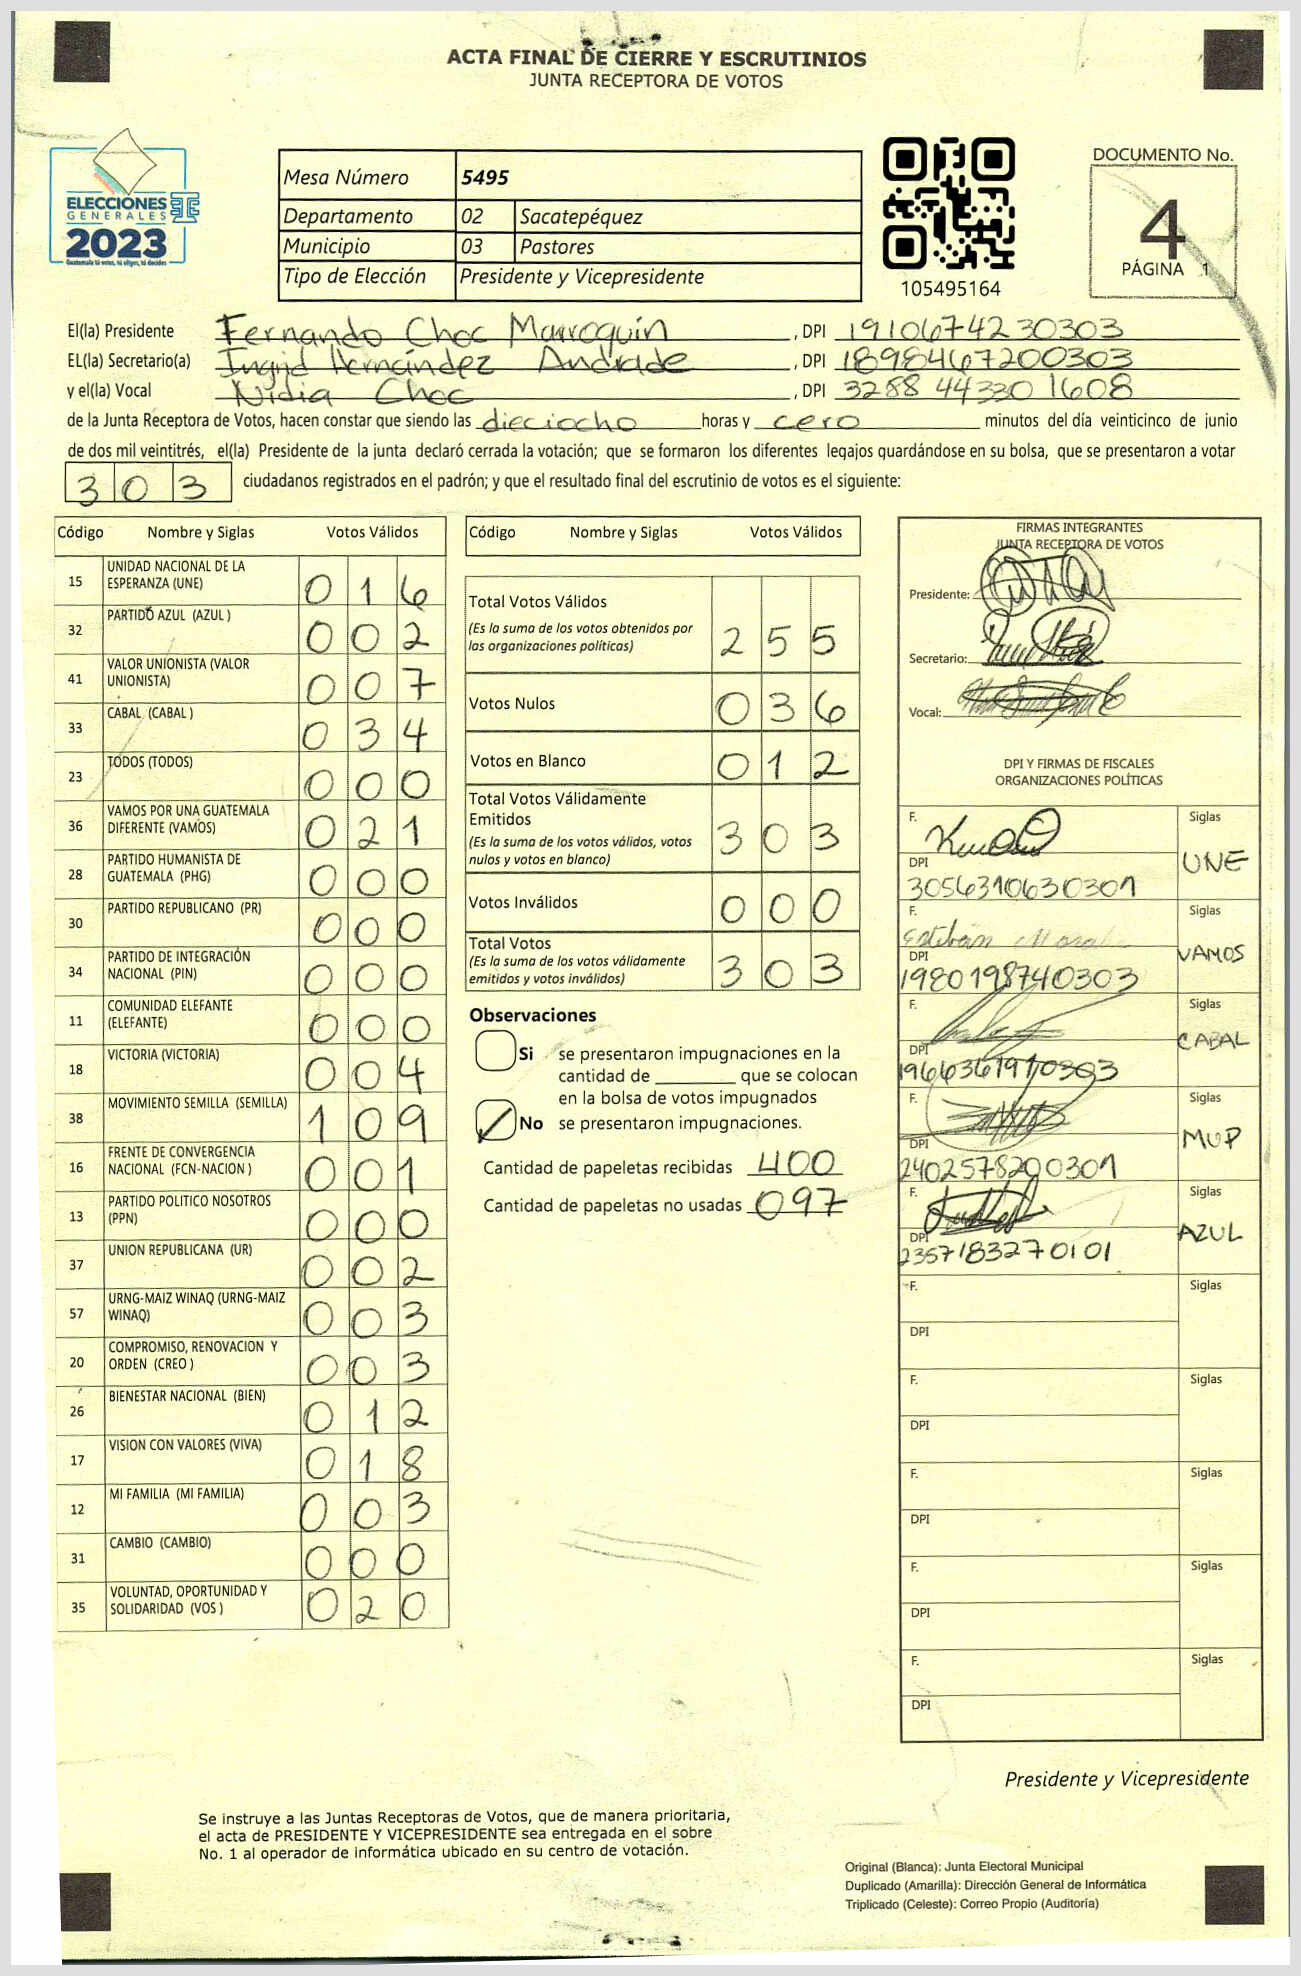 ACTA FINAL DE CIERRE Y ESCRUTINIOS
JUNTA RECEPTORA DE VOTOS
ELECCIONES
GENERALES
2023
Guatemala tú votas, tú eliges, tú decides
Mesa Número 5495
Departamento 02 Sacatepéquez
Municipio 03 Pastores
Tipo de Elección Presidente y Vicepresidente
105495164
DOCUMENTO No.
4
PÁGINA 1
El(la) Presidente Fernando Choc Marroquín , DPI 1910674230303
EL(la) Secretario(a) Ingrid Hernández Andrade , DPI 1898467200303
y el(la) Vocal Nidia Choc , DPI 3288 44330 1608
de la Junta Receptora de Votos, hacen constar que siendo las dieciocho horas y cero minutos del día veinticinco de junio
de dos mil veintitrés, el(la) Presidente de la junta declaró cerrada la votación; que se formaron los diferentes legajos guardándose en su bolsa, que se presentaron a votar
303 ciudadanos registrados en el padrón; y que el resultado final del escrutinio de votos es el siguiente:
Código Nombre y Siglas Votos Válidos
15 UNIDAD NACIONAL DE LA ESPERANZA (UNE) 016
32 PARTIDO AZUL (AZUL ) 002
41 VALOR UNIONISTA (VALOR UNIONISTA) 007
33 CABAL (CABAL ) 034
23 TODOS (TODOS) 000
36 VAMOS POR UNA GUATEMALA DIFERENTE (VAMOS) 021
28 PARTIDO HUMANISTA DE GUATEMALA (PHG) 000
30 PARTIDO REPUBLICANO (PR) 000
34 PARTIDO DE INTEGRACIÓN NACIONAL (PIN) 000
11 COMUNIDAD ELEFANTE (ELEFANTE) 000
18 VICTORIA (VICTORIA) 004
38 MOVIMIENTO SEMILLA (SEMILLA) 109
16 FRENTE DE CONVERGENCIA NACIONAL (FCN-NACION ) 001
13 PARTIDO POLITICO NOSOTROS (PPN) 000
37 UNION REPUBLICANA (UR) 002
57 URNG-MAIZ WINAQ (URNG-MAIZ WINAQ) 003
20 COMPROMISO, RENOVACION Y ORDEN (CREO ) 003
26 BIENESTAR NACIONAL (BIEN) 012
17 VISION CON VALORES (VIVA) 018
12 MI FAMILIA (MI FAMILIA) 003
31 CAMBIO (CAMBIO) 000
35 VOLUNTAD, OPORTUNIDAD Y SOLIDARIDAD (VOS ) 020
Código Nombre y Siglas Votos Válidos
Total Votos Válidos
(Es la suma de los votos obtenidos por
las organizaciones políticas) 255
Votos Nulos 036
Votos en Blanco 012
Total Votos Válidamente
Emitidos
(Es la suma de los votos válidos, votos
nulos y votos en blanco) 303
Votos Inválidos 000
Total Votos
(Es la suma de los votos válidamente
emitidos y votos inválidos) 303
Observaciones
Si se presentaron impugnaciones en la
cantidad de ________ que se colocan
en la bolsa de votos impugnados
No se presentaron impugnaciones.
Cantidad de papeletas recibidas 400
Cantidad de papeletas no usadas 097
FIRMAS INTEGRANTES
JUNTA RECEPTORA DE VOTOS
Presidente:
Secretario:
Vocal:
DPI Y FIRMAS DE FISCALES
ORGANIZACIONES POLÍTICAS
F. Siglas
UNE
DPI
3056310630301
F. Siglas
Esteban
VAMOS
DPI
1980198740303
F. Siglas
CABAL
DPI
1966361910303
F. Siglas
MUP
DPI
2402578200301
F. Siglas
AZUL
DPI
2357183270101
F. Siglas
DPI
F. Siglas
DPI
F. Siglas
DPI
F. Siglas
DPI
F. Siglas
DPI
Presidente y Vicepresidente
Se instruye a las Juntas Receptoras de Votos, que de manera prioritaria,
el acta de PRESIDENTE Y VICEPRESIDENTE sea entregada en el sobre
No. 1 al operador de informática ubicado en su centro de votación.
Original (Blanca): Junta Electoral Municipal
Duplicado (Amarilla): Dirección General de Informática
Triplicado (Celeste): Correo Propio (Auditoría)